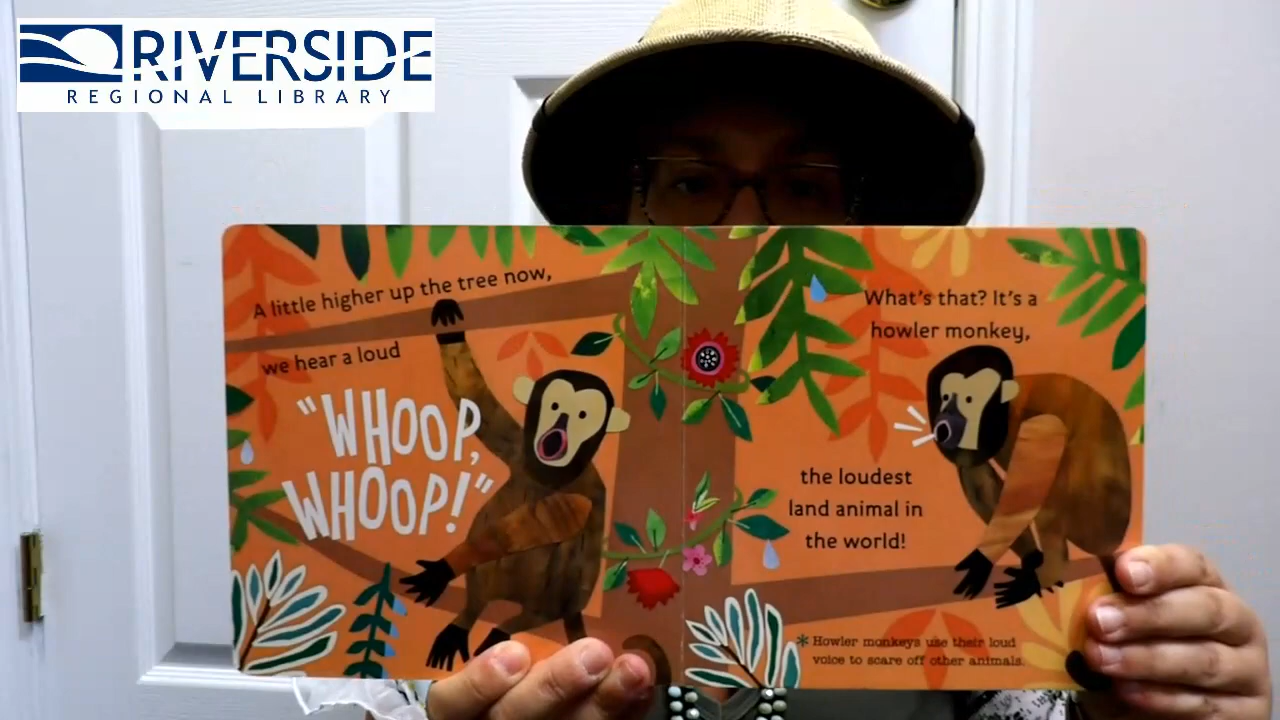 RIVERSIDE
REGIONAL LIBRARY
A little higher up the tree now,
we hear a loud
"WHOOP,
WHOOP!"
What's that? It's a
howler monkey,
the loudest
land animal in
the world!
* Howler monkeys use their loud
voice to scare off other animals.